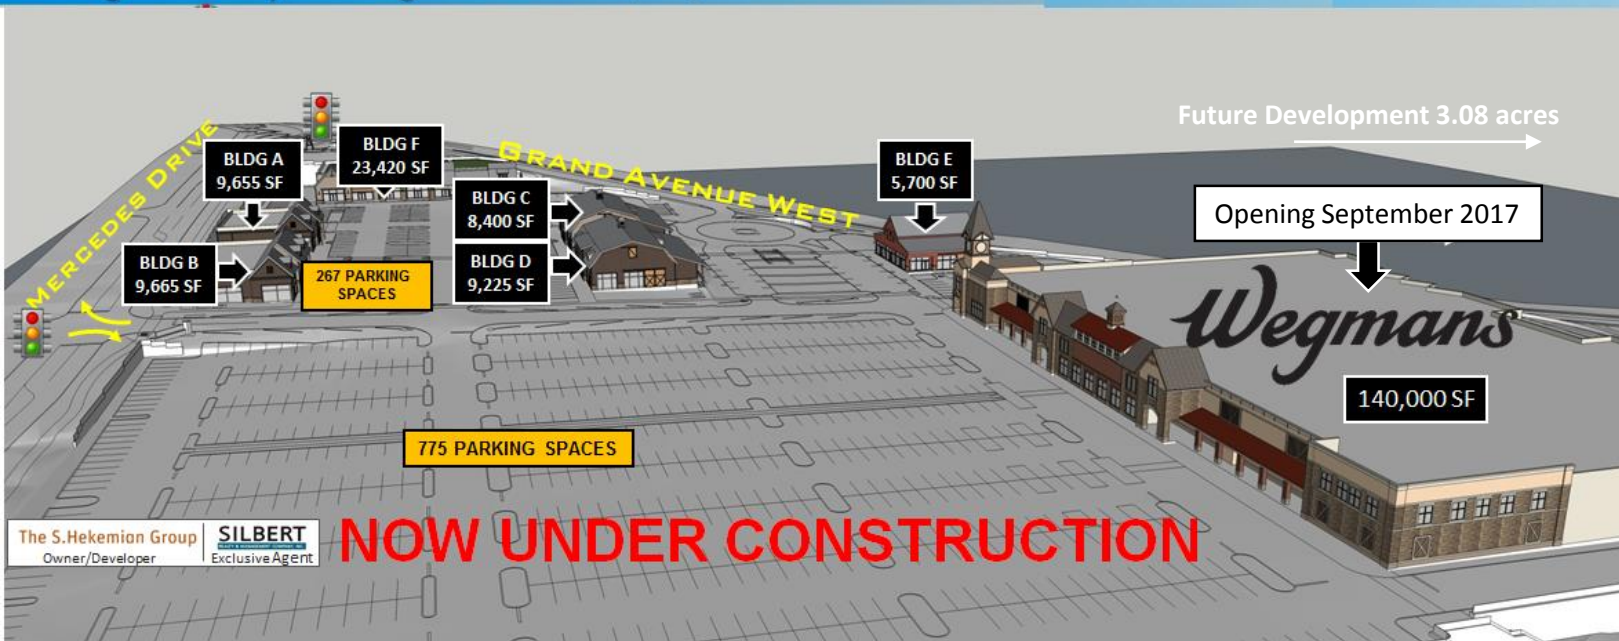 Future Development 3.08 acres
MERCEDES DRIVE
BLDG A
9,655 SF
BLDG F
23,420 SF
GRAND AVENUE WEST
BLDG E
5,700 SF
BLDG C
8,400 SF
Opening September 2017
BLDG B
9,665 SF
267 PARKING
SPACES
BLDG D
9,225 SF
Wegmans
140,000 SF
775 PARKING SPACES
The S.Hekemian Group
Owner/Developer
SILBERT
Exclusive Agent
NOW UNDER CONSTRUCTION